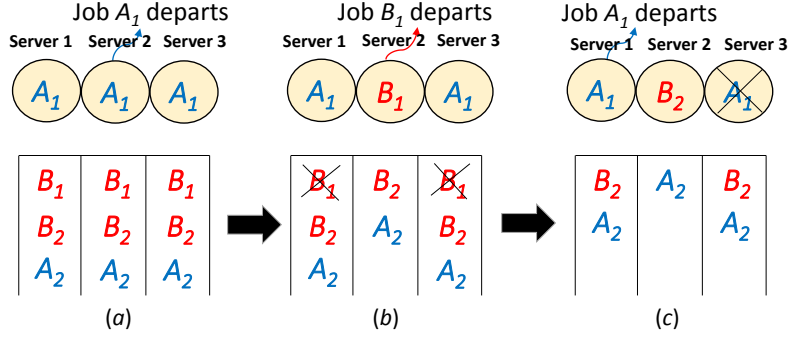 Job A1 departs Job B1 departs Job A1 departs
Server 1 Server 2 Server 3 Server 1 Server 2 Server 3 Server 1 Server 2 Server 3
A1 A1 A1 A1 B1 A1 A1 B2 A1
B1 B1 B1 B1 B2 B1 B2 A2 B2
B2 B2 B2 B2 A2 B2 A2 A2
A2 A2 A2 A2 A2
(a) (b) (c)